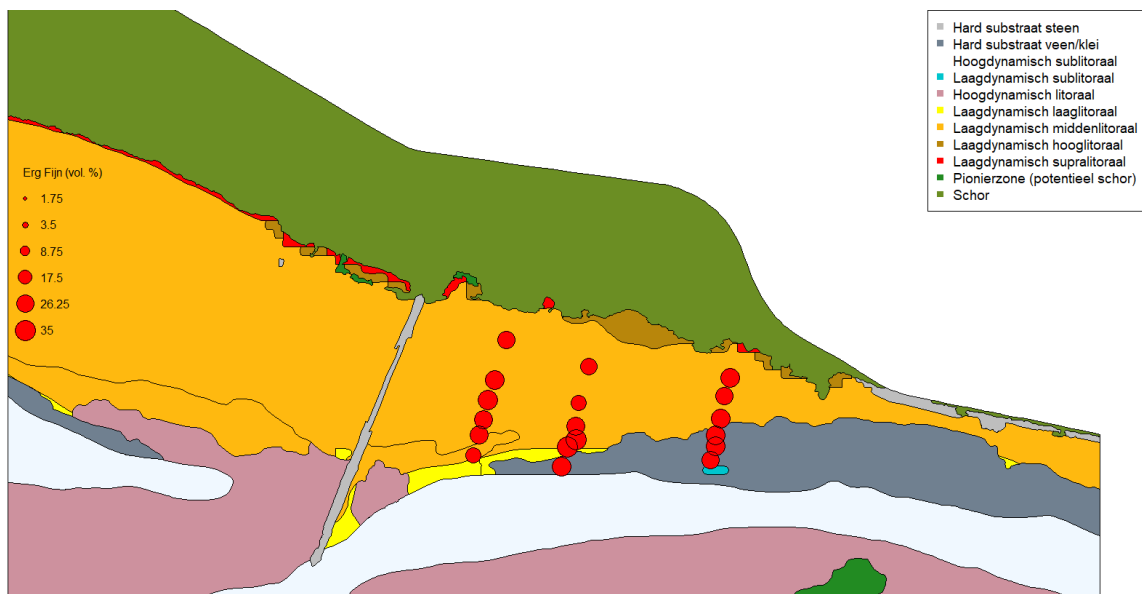 Hard substraat steen
Hard substraat veen/klei
Hoogdynamisch sublitoraal
Laagdynamisch sublitoraal
Hoogdynamisch litoraal
Laagdynamisch laaglitoraal
Laagdynamisch middenlitoraal
Laagdynamisch hooglitoraal
Laagdynamisch supralitoraal
Pionierzone (potentieel schor)
Schor
Erg Fijn (vol. %)
1.75
3.5
8.75
17.5
26.25
35